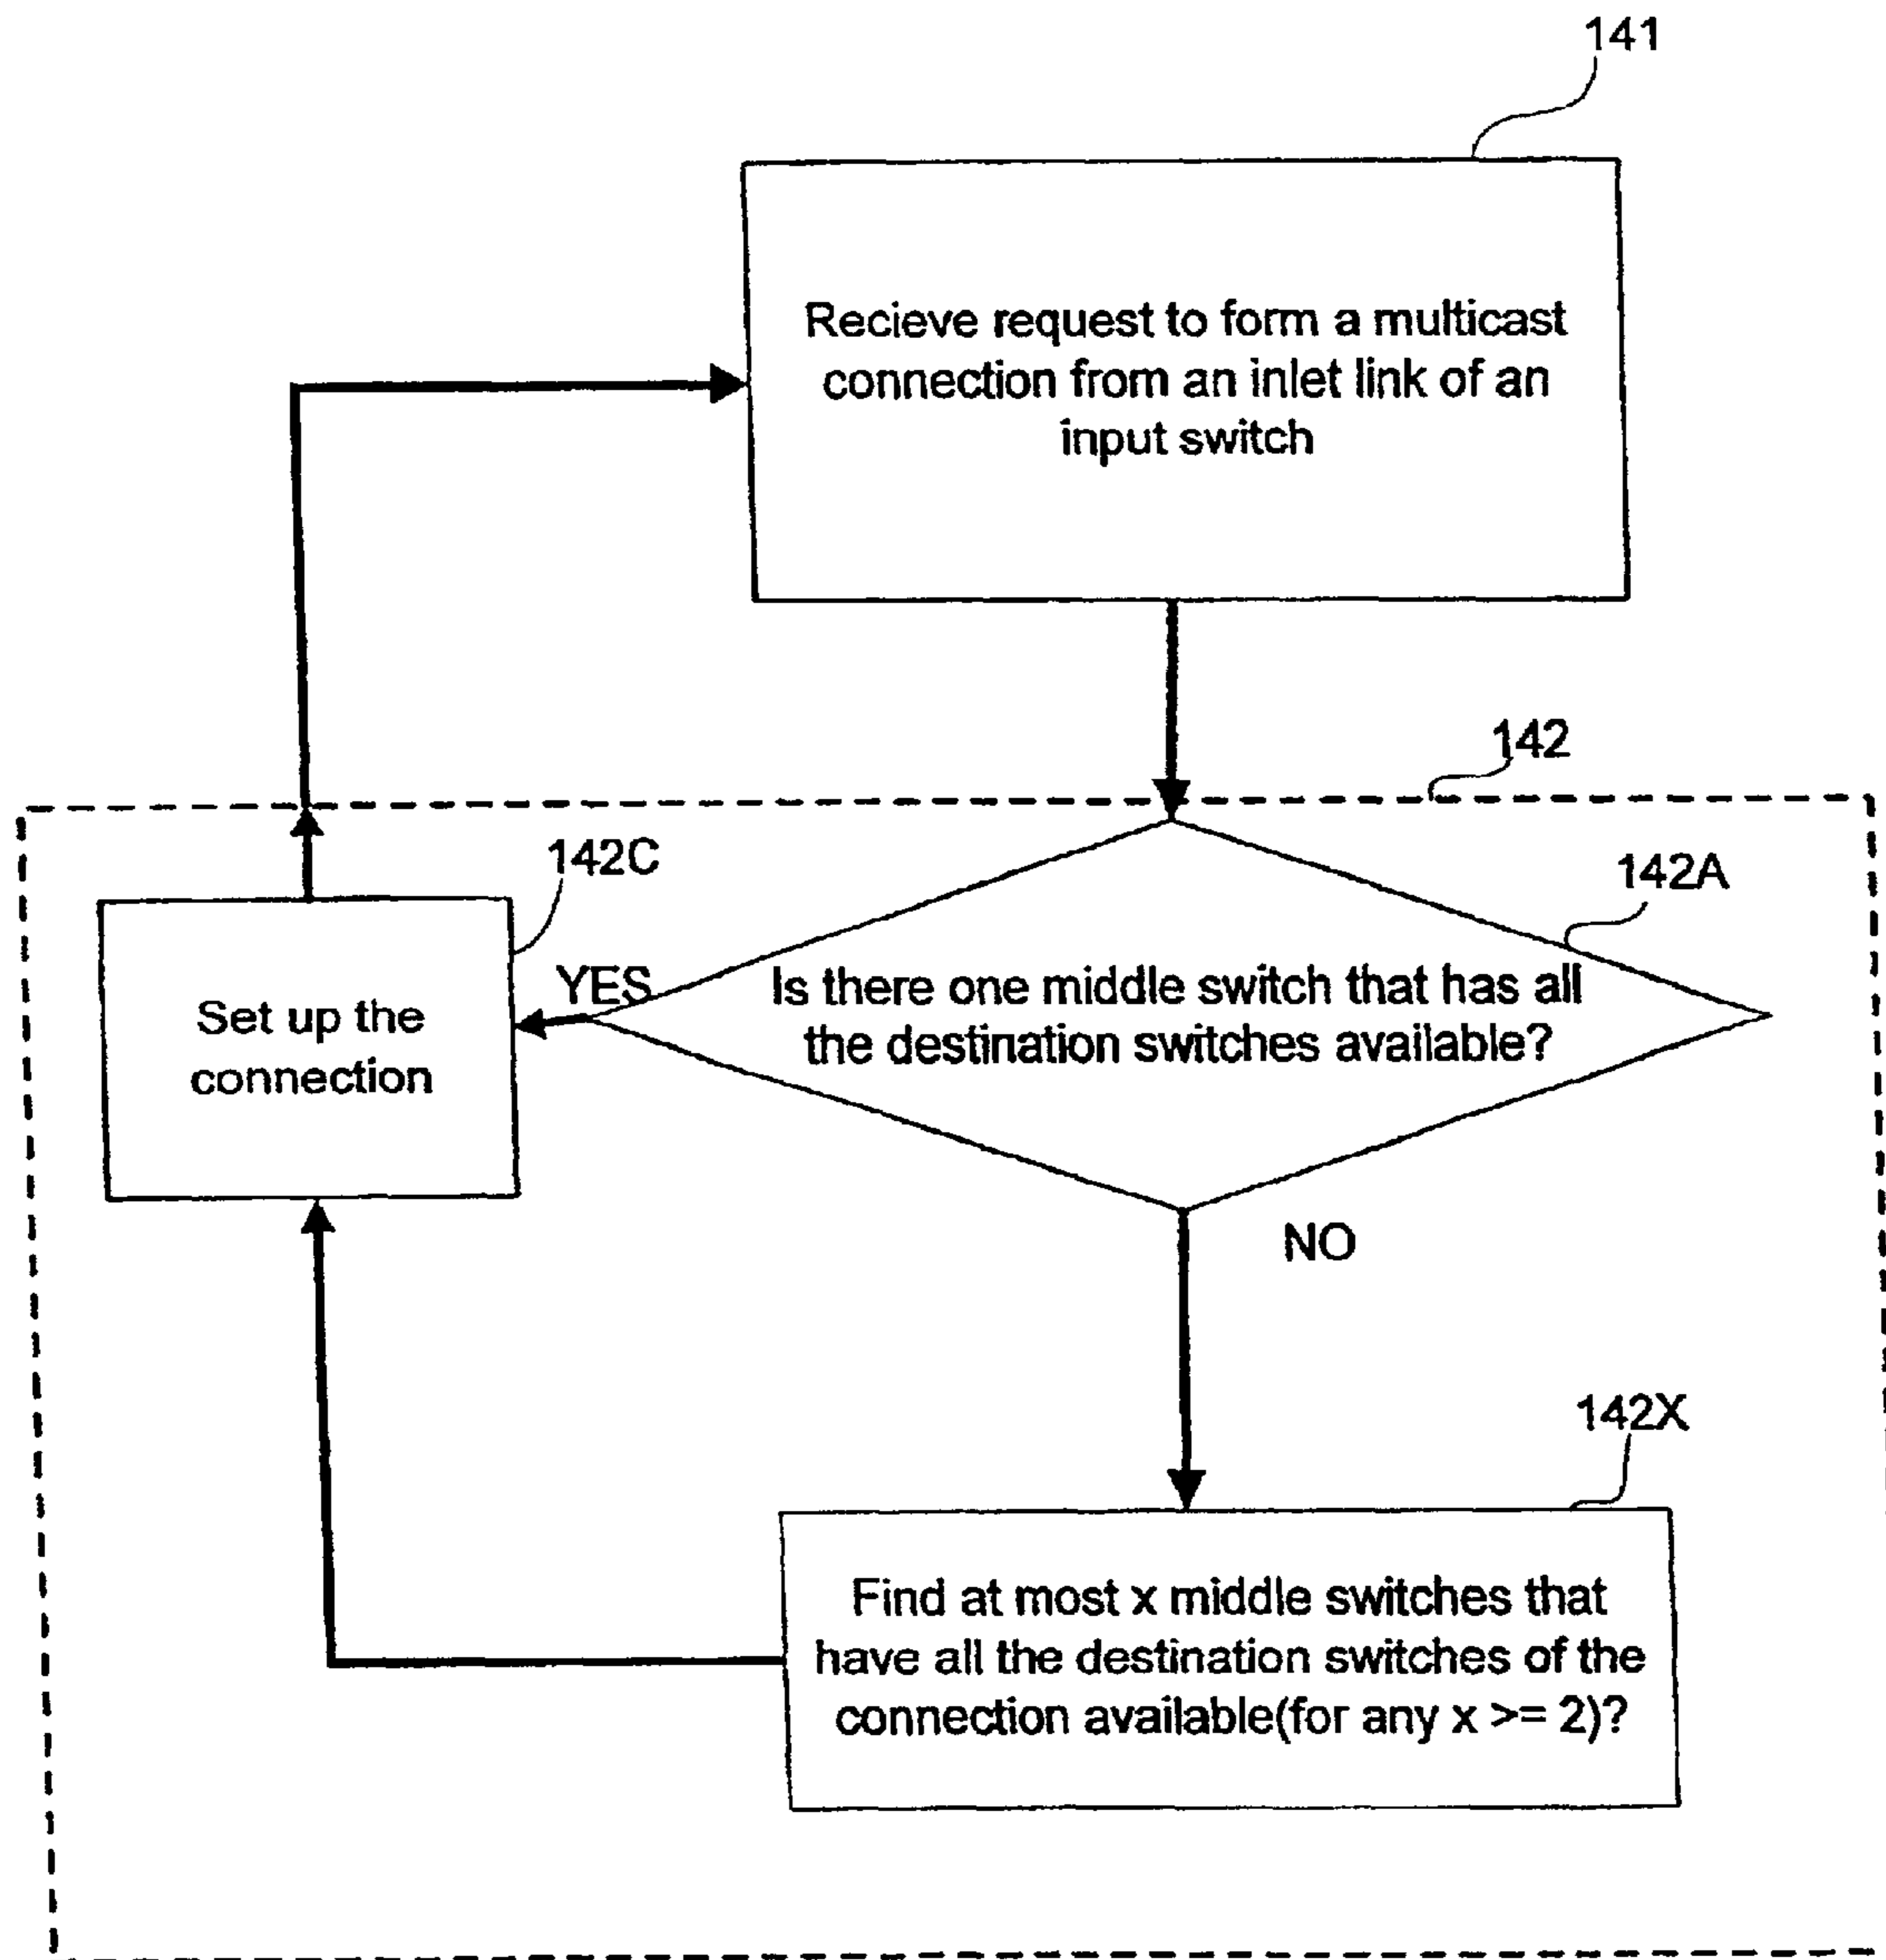 141
Recieve request to form a multicast
connection from an inlet link of an
input switch
142
142C
142A
Set up the
connection
YES
Is there one middle switch that has all
the destination switches available?
NO
142X
Find at most x middle switches that
have all the destination switches of the
connection available(for any x >= 2)?